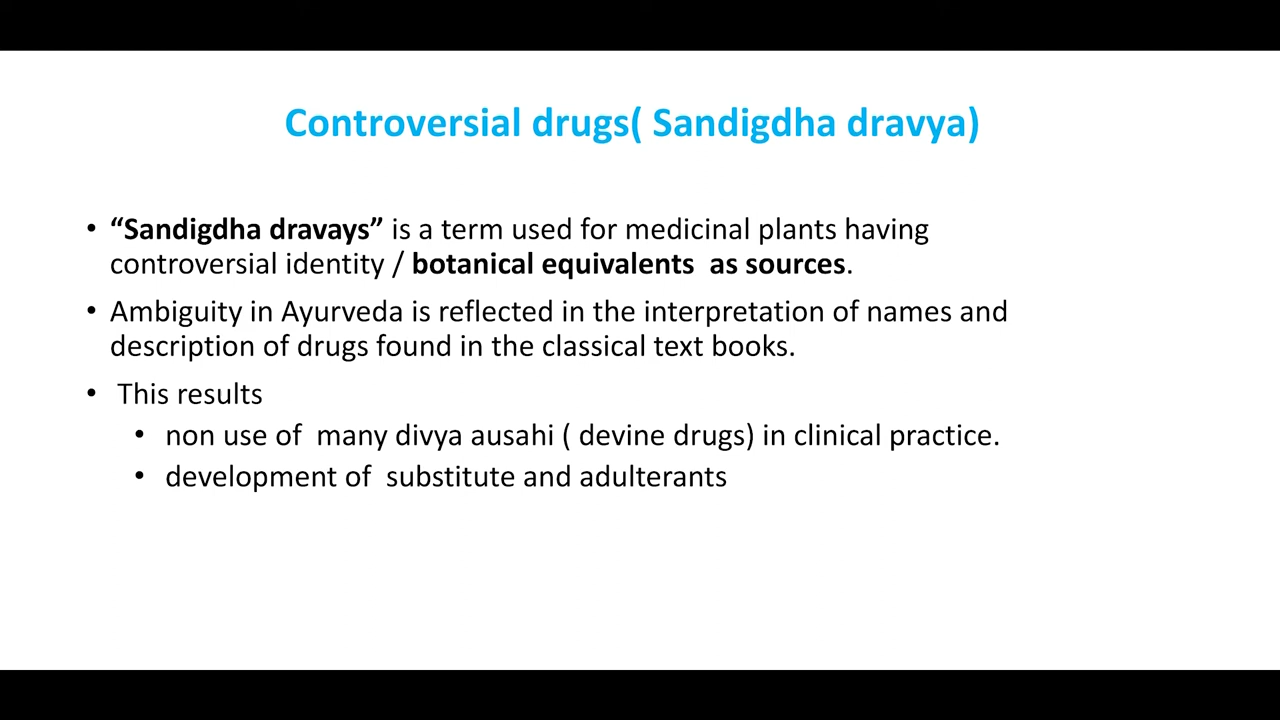 Controversial drugs( Sandigdha dravya)
• “Sandigdha dravays” is a term used for medicinal plants having
controversial identity / botanical equivalents as sources.
• Ambiguity in Ayurveda is reflected in the interpretation of names and
description of drugs found in the classical text books.
• This results
• non use of many divya ausahi ( devine drugs) in clinical practice.
• development of substitute and adulterants